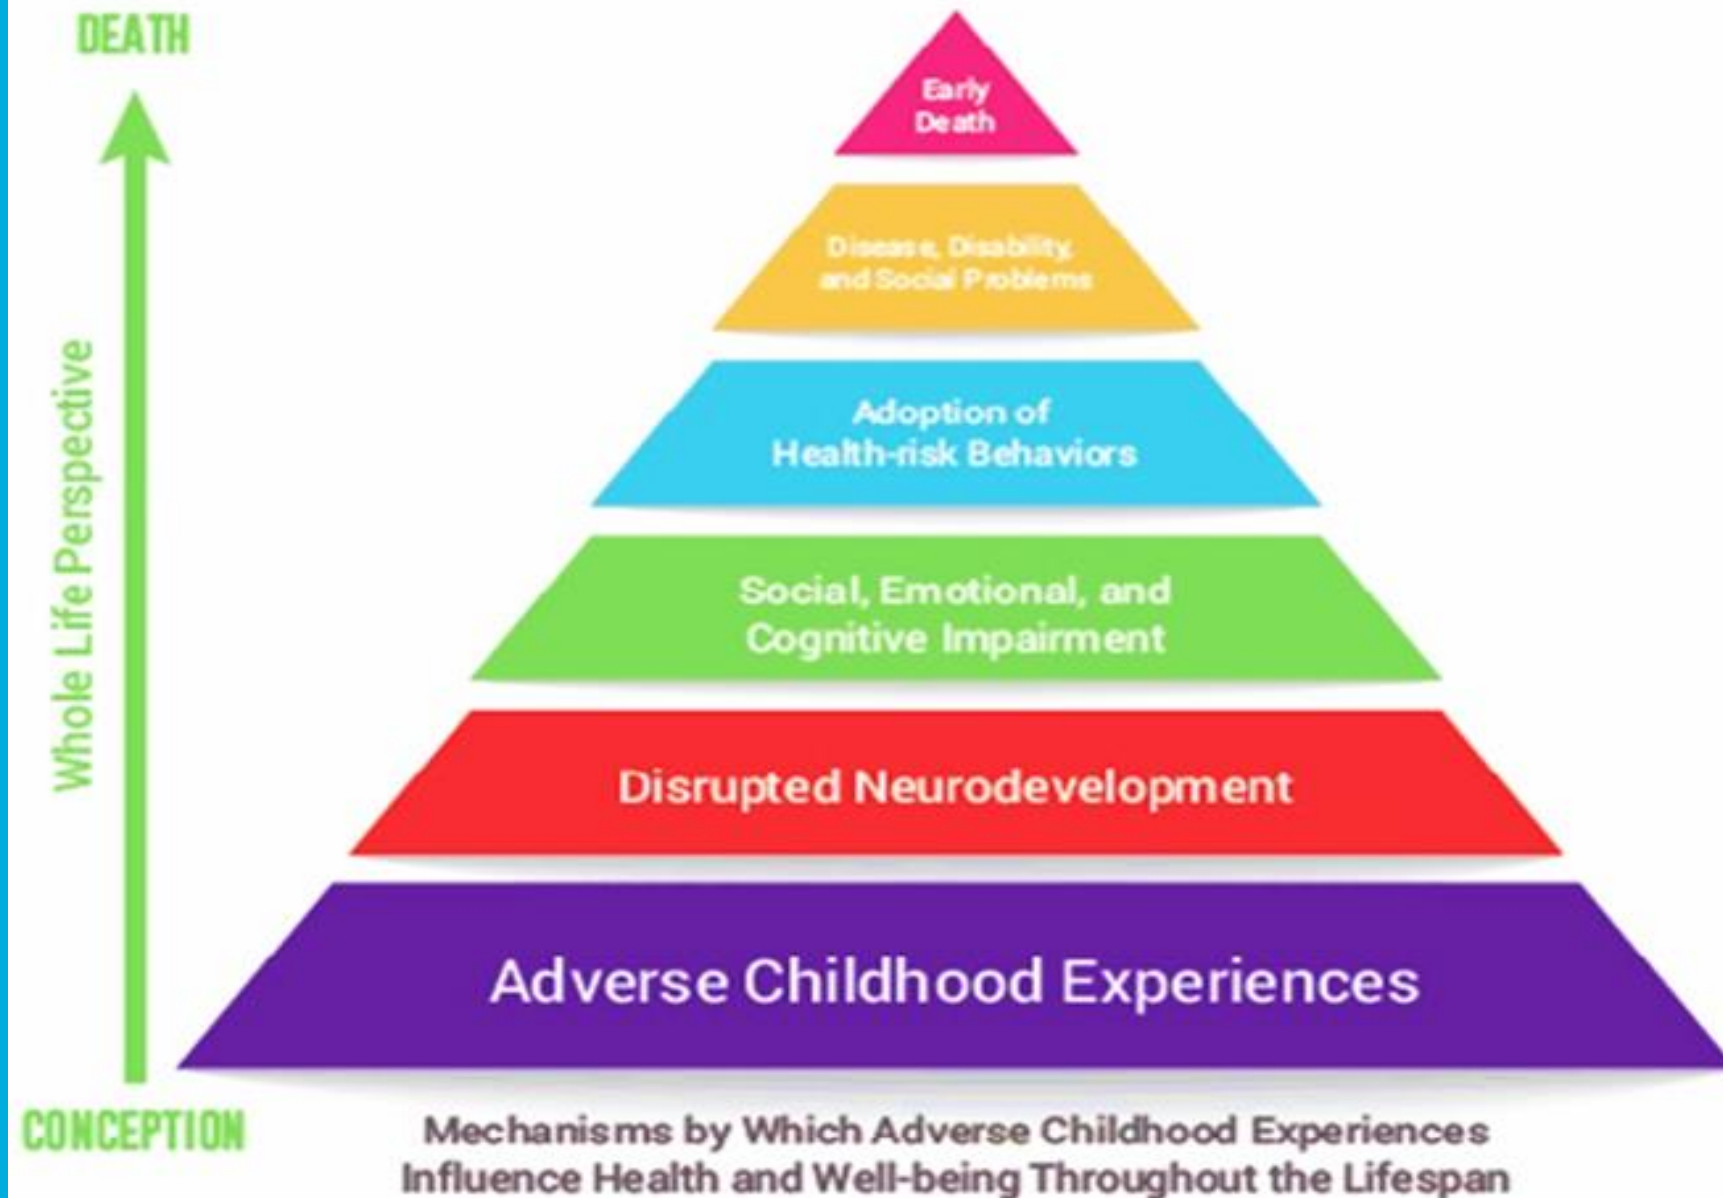 DEATH
Whole Life Perspective
CONCEPTION
Early
Death
Disease, Disability,
and Social Problems
Adoption of
Health-risk Behaviors
Social, Emotional, and
Cognitive Impairment
Disrupted Neurodevelopment
Adverse Childhood Experiences
Mechanisms by Which Adverse Childhood Experiences
Influence Health and Well-being Throughout the Lifespan